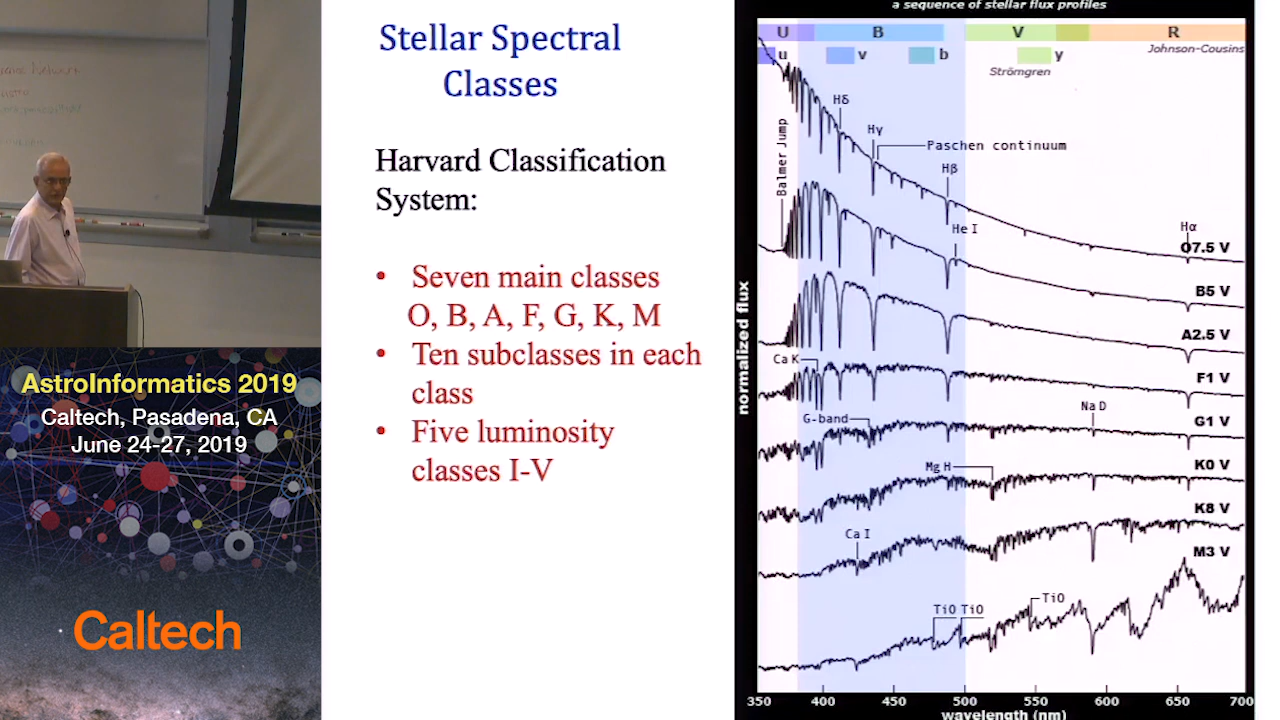 Stellar Spectral
Classes
Harvard Classification
System:
• Seven main classes
O, B, A, F, G, K, M
• Ten subclasses in each
class
• Five luminosity
classes I-V
AstroInformatics 2019
Caltech, Pasadena, CA
June 24-27, 2019
Caltech
a sequence of stellar flux profiles
U B V R
Johnson-Cousins
u v b y
Strömgren
Hδ
Hγ
Paschen continuum
Balmer Jump
Hβ
He I
Hα
O7.5 V
B5 V
A2.5 V
Ca K
F1 V
Na D
G-band
G1 V
Mg H
K0 V
K8 V
Ca I
M3 V
TiO TiO TiO
normalized flux
350 400 450 500 550 600 650 700
wavelength (nm)